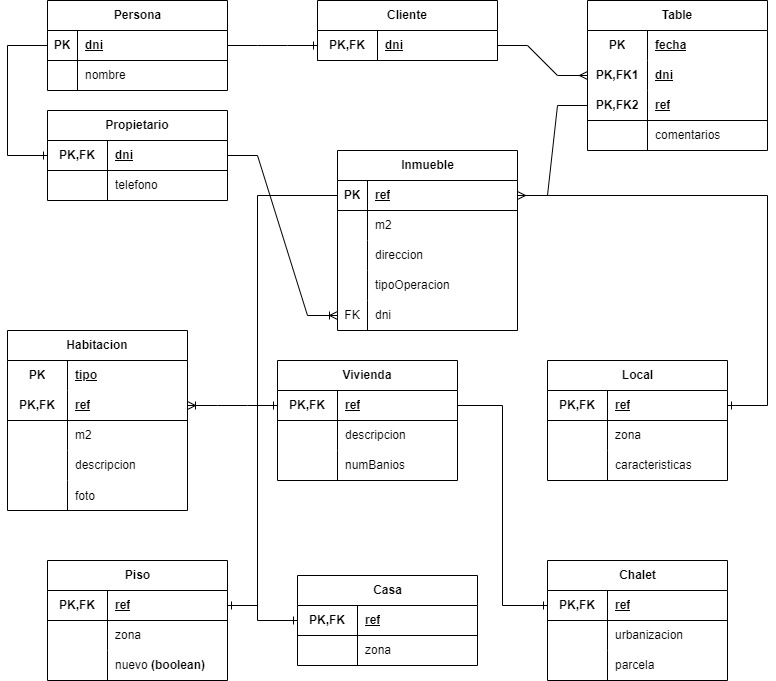 Persona
PK dni
nombre
Cliente
PK,FK dni
Table
PK fecha
PK,FK1 dni
PK,FK2 ref
comentarios
Propietario
PK,FK dni
telefono
Inmueble
PK ref
m2
direccion
tipoOperacion
FK dni
Habitacion
PK tipo
PK,FK ref
m2
descripcion
foto
Vivienda
PK,FK ref
descripcion
numBanios
Local
PK,FK ref
zona
caracteristicas
Piso
PK,FK ref
zona
nuevo (boolean)
Casa
PK,FK ref
zona
Chalet
PK,FK ref
urbanizacion
parcela